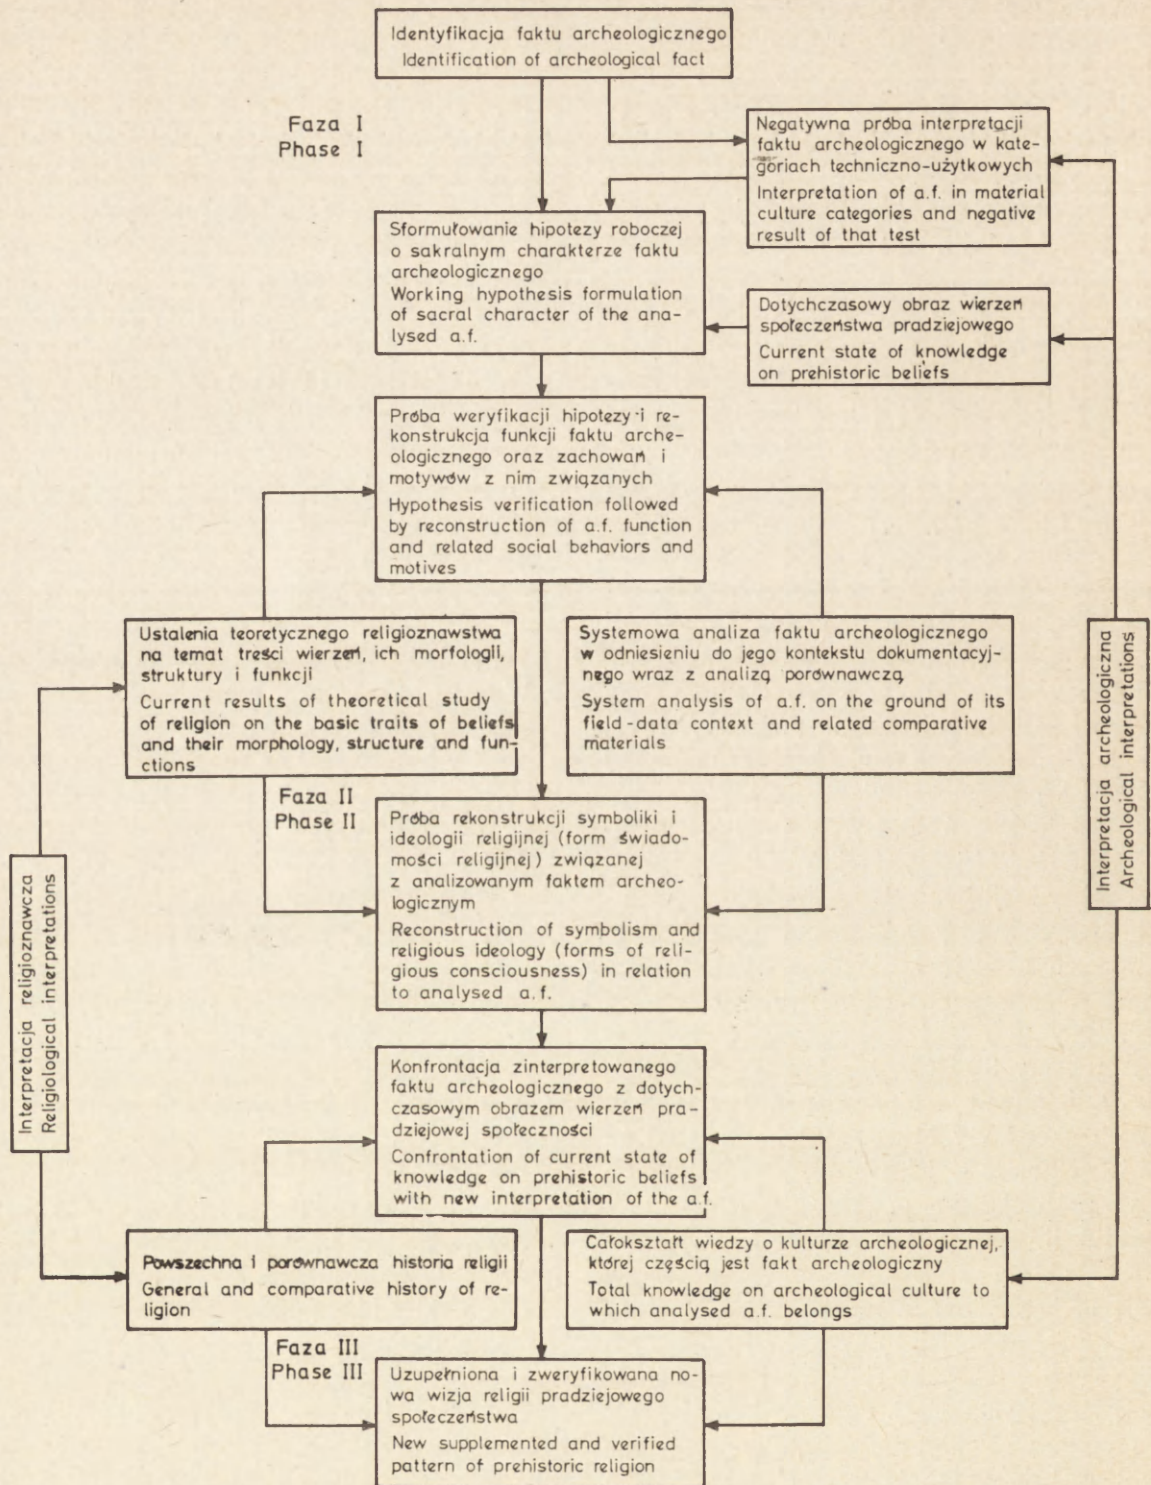 Identyfikacja faktu archeologicznego
Identification of archeological fact
Faza I
Phase I
Negatywna próba interpretacji
faktu archeologicznego w kate-
goriach techniczno-użytkowych
Interpretation of a.f. in material
culture categories and negative
result of that test
Sformułowanie hipotezy roboczej
o sakralnym charakterze faktu
archeologicznego
Working hypothesis formulation
of sacral character of the ana-
lysed a.f.
Dotychczasowy obraz wierzeń
społeczeństwa pradziejowego
Current state of knowledge
on prehistoric beliefs
Próba weryfikacji hipotezy i re-
konstrukcja funkcji faktu arche-
ologicznego oraz zachowań i
motywów z nim związanych
Hypothesis verification followed
by reconstruction of a.f. function
and related social behaviors and
motives
Ustalenia teoretycznego religioznawstwa
na temat treści wierzeń, ich morfologii,
struktury i funkcji
Current results of theoretical study
of religion on the basic traits of beliefs
and their morphology, structure and fun-
ctions
Systemowa analiza faktu archeologicznego
w odniesieniu do jego kontekstu dokumentacyj-
nego wraz z analizą porównawczą
System analysis of a.f. on the ground of its
field-data context and related comparative
materials
Interpretacja archeologiczna
Archeological interpretations
Faza II
Phase II
Próba rekonstrukcji symboliki i
ideologii religijnej (form świado-
mości religijnej) związanej
z analizowanym faktem archeo-
logicznym
Reconstruction of symbolism and
religious ideology (forms of reli-
gious consciousness) in relation
to analysed a.f.
Interpretacja religioznawcza
Religiological interpretations
Konfrontacja zinterpretowanego
faktu archeologicznego z dotych-
czasowym obrazem wierzeń pra-
dziejowej społeczności
Confrontation of current state of
knowledge on prehistoric beliefs
with new interpretation of the a.f.
Powszechna i porównawcza historia religii
General and comparative history of re-
ligion
Całokształt wiedzy o kulturze archeologicznej,
której częścią jest fakt archeologiczny
Total knowledge on archeological culture to
which analysed a.f. belongs
Faza III
Phase III
Uzupełniona i zweryfikowana no-
wa wizja religii pradziejowego
społeczeństwa
New supplemented and verified
pattern of prehistoric religion